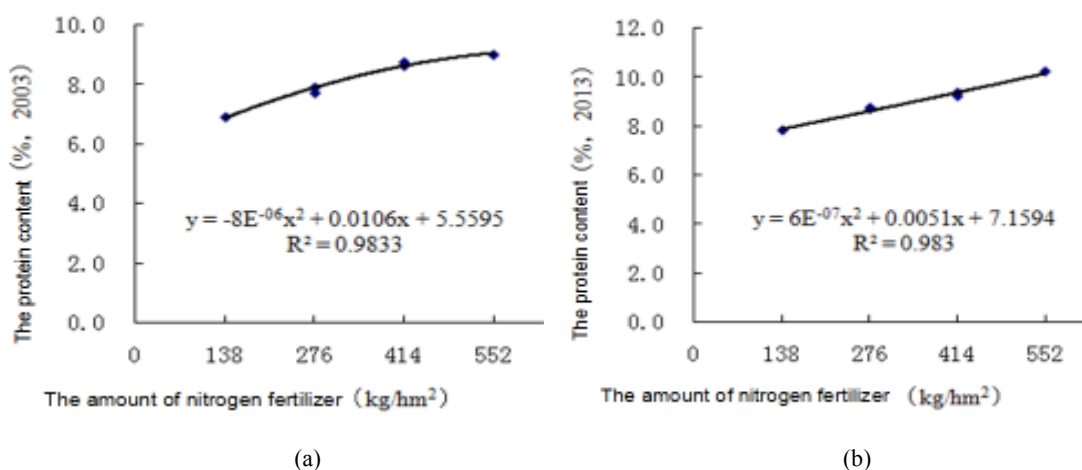 The protein content (%, 2003)
10.0
8.0
6.0
4.0
2.0
0.0
y = -8E-06x2 + 0.0106x + 5.5595
R2 = 0.9833
0 138 276 414 552
The amount of nitrogen fertilizer (kg/hm2)
(a)
The protein content (%, 2013)
12.0
10.0
8.0
6.0
4.0
2.0
0.0
y = 6E-07x2 + 0.0051x + 7.1594
R2 = 0.983
0 138 276 414 552
The amount of nitrogen fertilizer (kg/hm2)
(b)